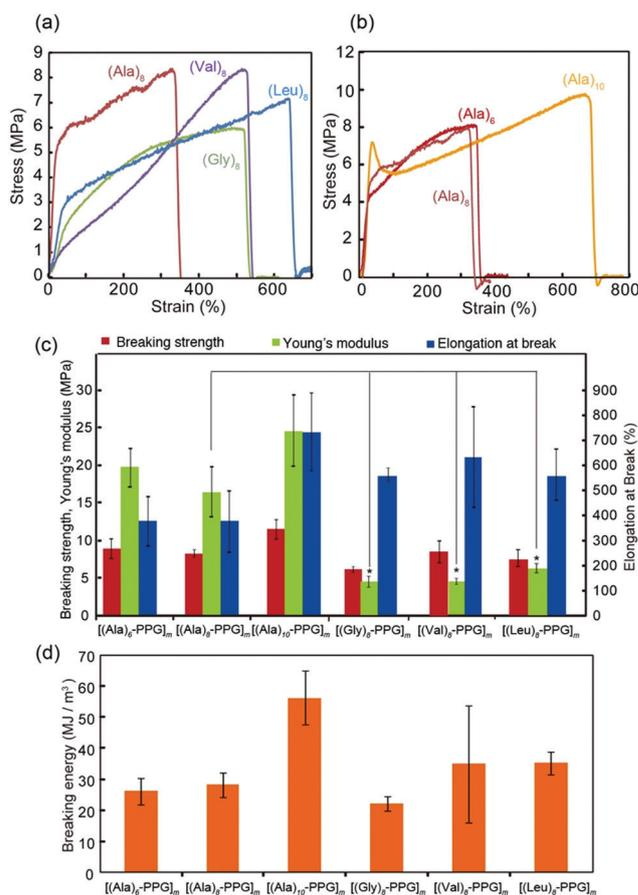 (a)
(b)
Stress (MPa)
9
8
7
6
5
4
3
2
1
0
0
200
400
600
Strain (%)
(Ala)8
(Val)8
(Leu)8
(Gly)8
Stress (MPa)
12
10
8
6
4
2
0
0
200
400
600
800
Strain (%)
(Ala)10
(Ala)6
(Ala)8
(c)
Breaking strength
Young's modulus
Elongation at break
Breaking strength, Young's modulus (MPa)
30
25
20
15
10
5
0
* * *
Elongation at Break (%)
900
800
700
600
500
400
300
200
100
0
[(Ala)6-PPG]m [(Ala)8-PPG]m [(Ala)10-PPG]m [(Gly)8-PPG]m [(Val)8-PPG]m [(Leu)8-PPG]m
(d)
Breaking energy (MJ / m³)
70
60
50
40
30
20
10
0
[(Ala)6-PPG]m [(Ala)8-PPG]m [(Ala)10-PPG]m [(Gly)8-PPG]m [(Val)8-PPG]m [(Leu)8-PPG]m